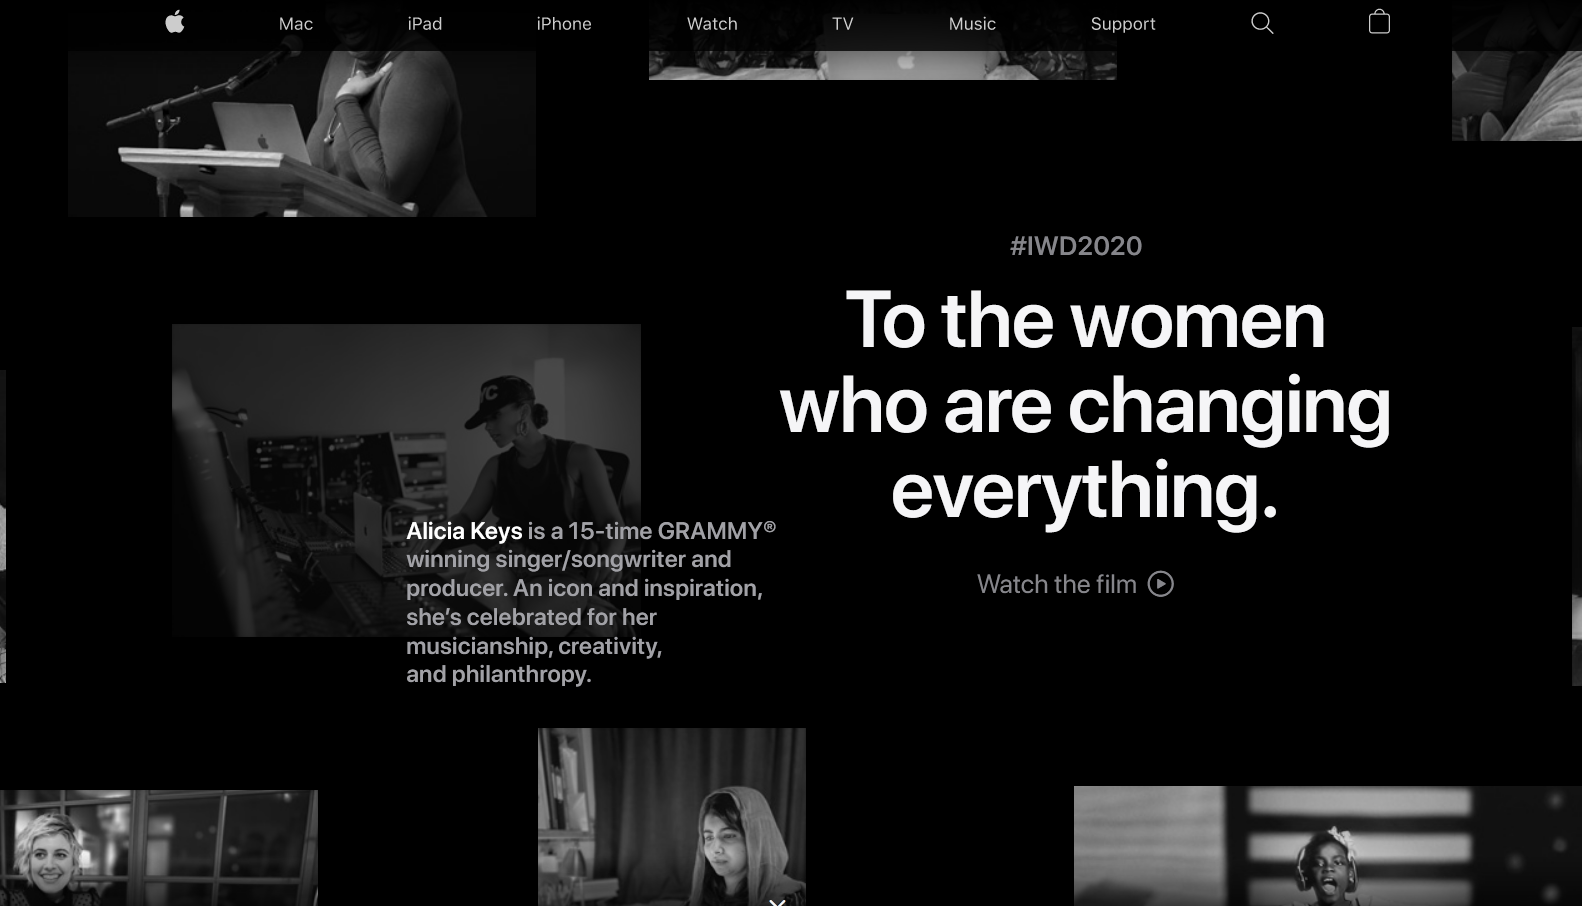 Mac
iPad
iPhone
Watch
TV
Music
Support
#IWD2020
To the women
who are changing
everything.
Watch the film
Alicia Keys is a 15-time GRAMMY®
winning singer/songwriter and
producer. An icon and inspiration,
she’s celebrated for her
musicianship, creativity,
and philanthropy.